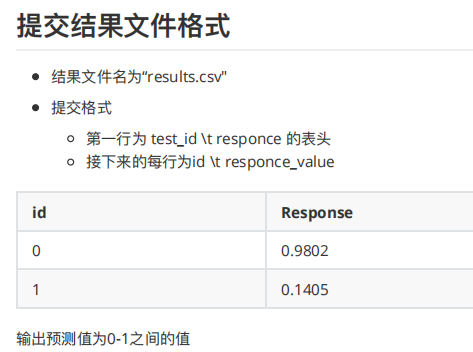 提交结果文件格式
结果文件名为“results.csv"
提交格式
第一行为 test_id \t responce 的表头
接下来的每行为id \t responce_value
id Response
0 0.9802
1 0.1405
输出预测值为0-1之间的值